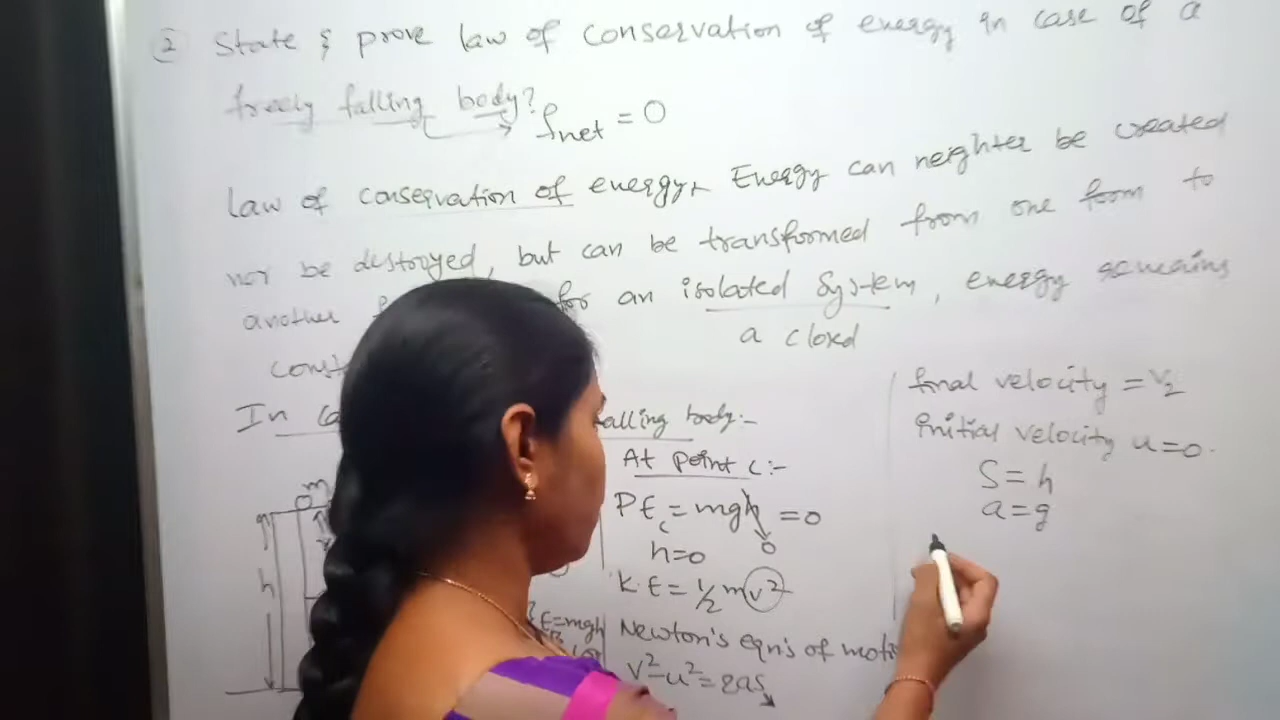 ② State & prove law of conservation of energy in case of a
freely falling body? fnet = 0
law of conservation of energy, Energy can neighter be created
nor be destroyed, but can be transformed from one form to
another for an isolated System, energy remains
a closed
const
In falling body:-
At point C:-
PEc = mgh = 0
h=0 0
K.E = 1/2 mv²
Newton's eqn's of moti
v²-u² = 2as
m
h
E=mgh
final velocity = v₂
initial velocity u=0.
S = h
a = g